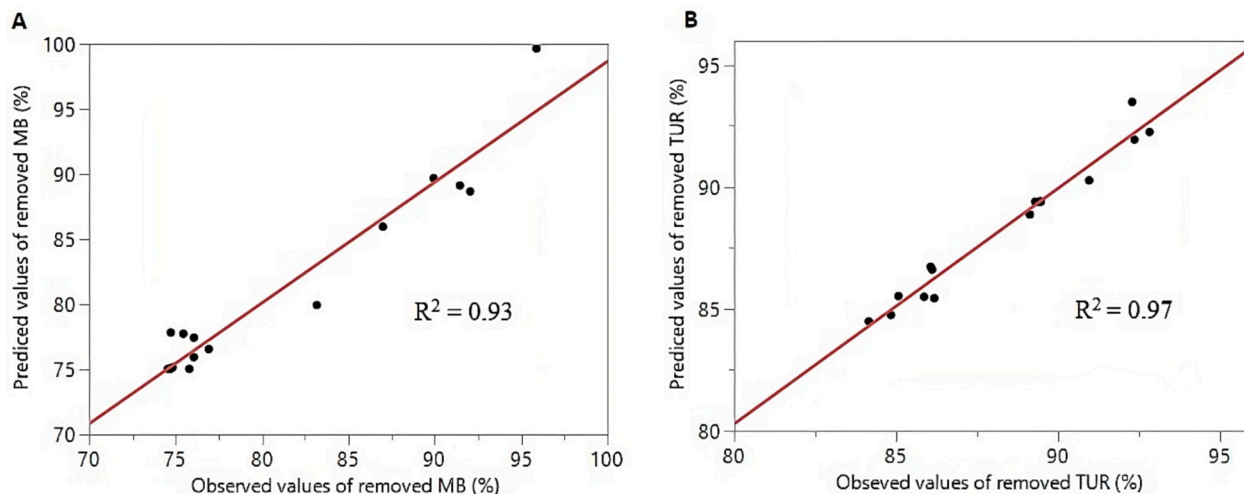 A
Prediced values of removed MB (%)
100
95
90
85
80
75
70
R² = 0.93
70 75 80 85 90 95 100
Observed values of removed MB (%)
B
Prediced values of removed TUR (%)
95
90
85
80
R² = 0.97
80 85 90 95
Obseved values of removed TUR (%)